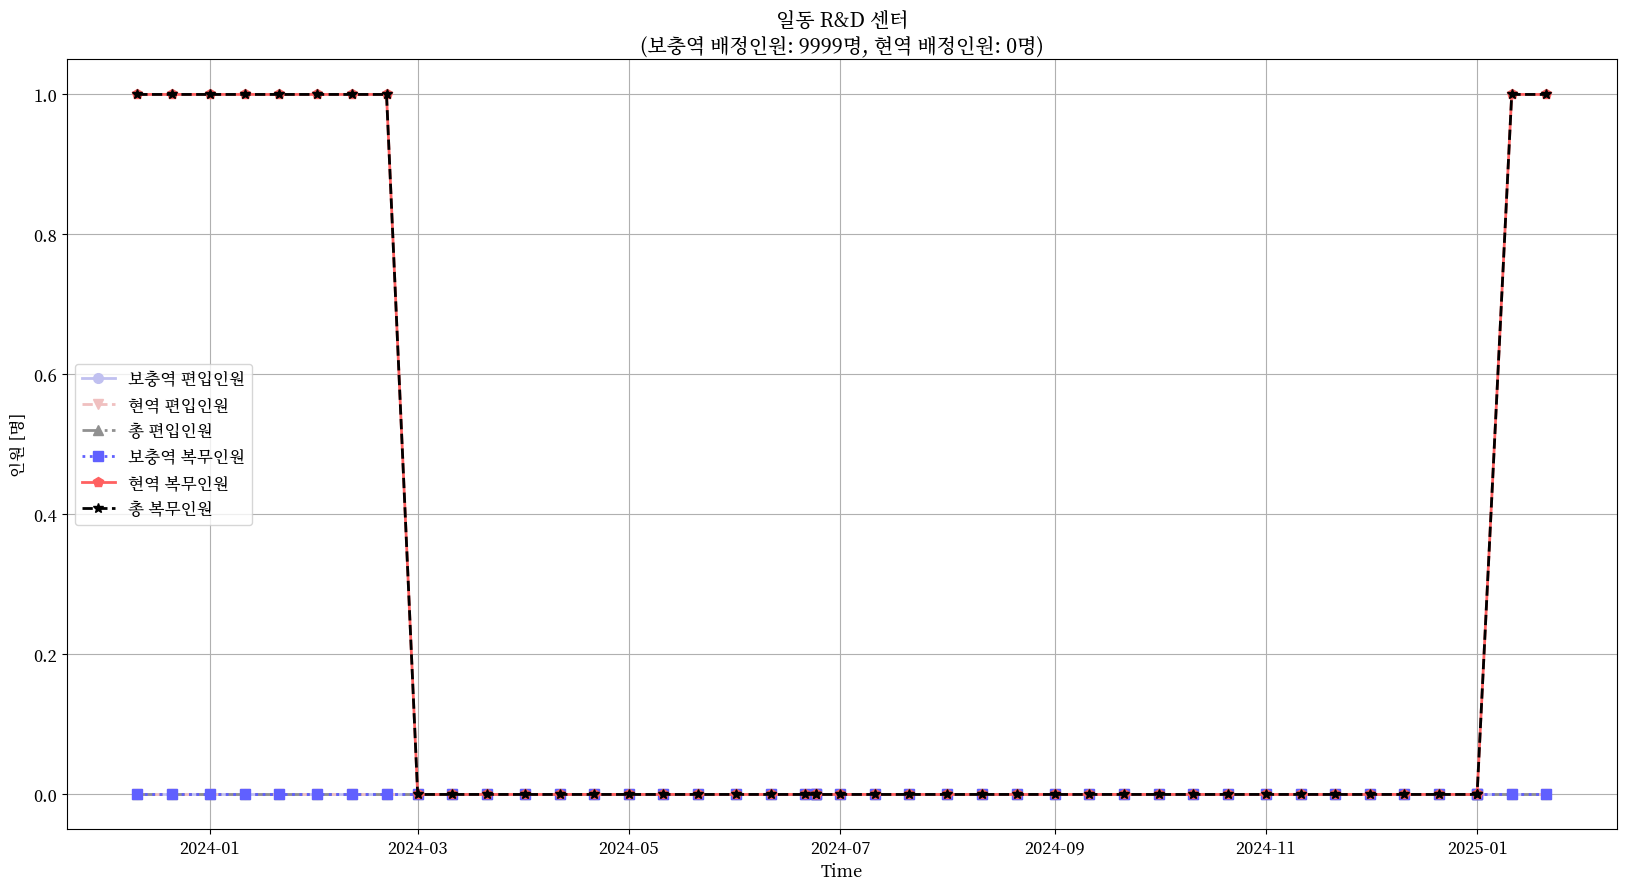 일동 R&D 센터
(보충역 배정인원: 9999명, 현역 배정인원: 0명)
인원 [명]
1.0
0.8
0.6
0.4
0.2
0.0
보충역 편입인원
현역 편입인원
총 편입인원
보충역 복무인원
현역 복무인원
총 복무인원
2024-01
2024-03
2024-05
2024-07
2024-09
2024-11
2025-01
Time